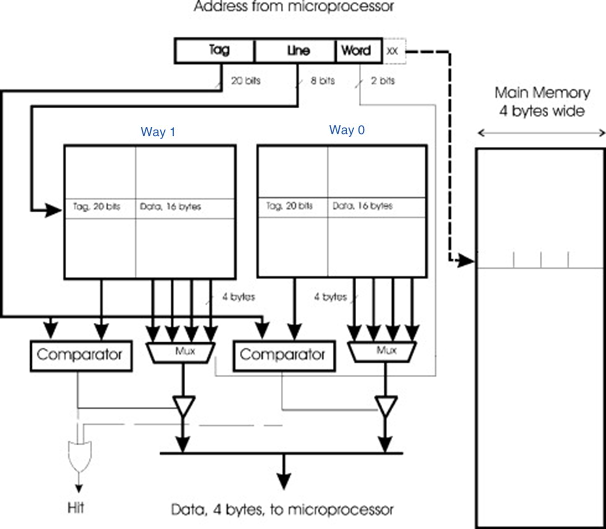 Address from microprocessor
Tag Line Word xx
20 bits 8 bits 2 bits
Main Memory
4 bytes wide
Way 1 Way 0
Tag, 20 bits Data, 16 bytes Tag, 20 bits Data, 16 bytes
4 bytes 4 bytes
Comparator Mux Comparator Mux
Hit Data, 4 bytes, to microprocessor